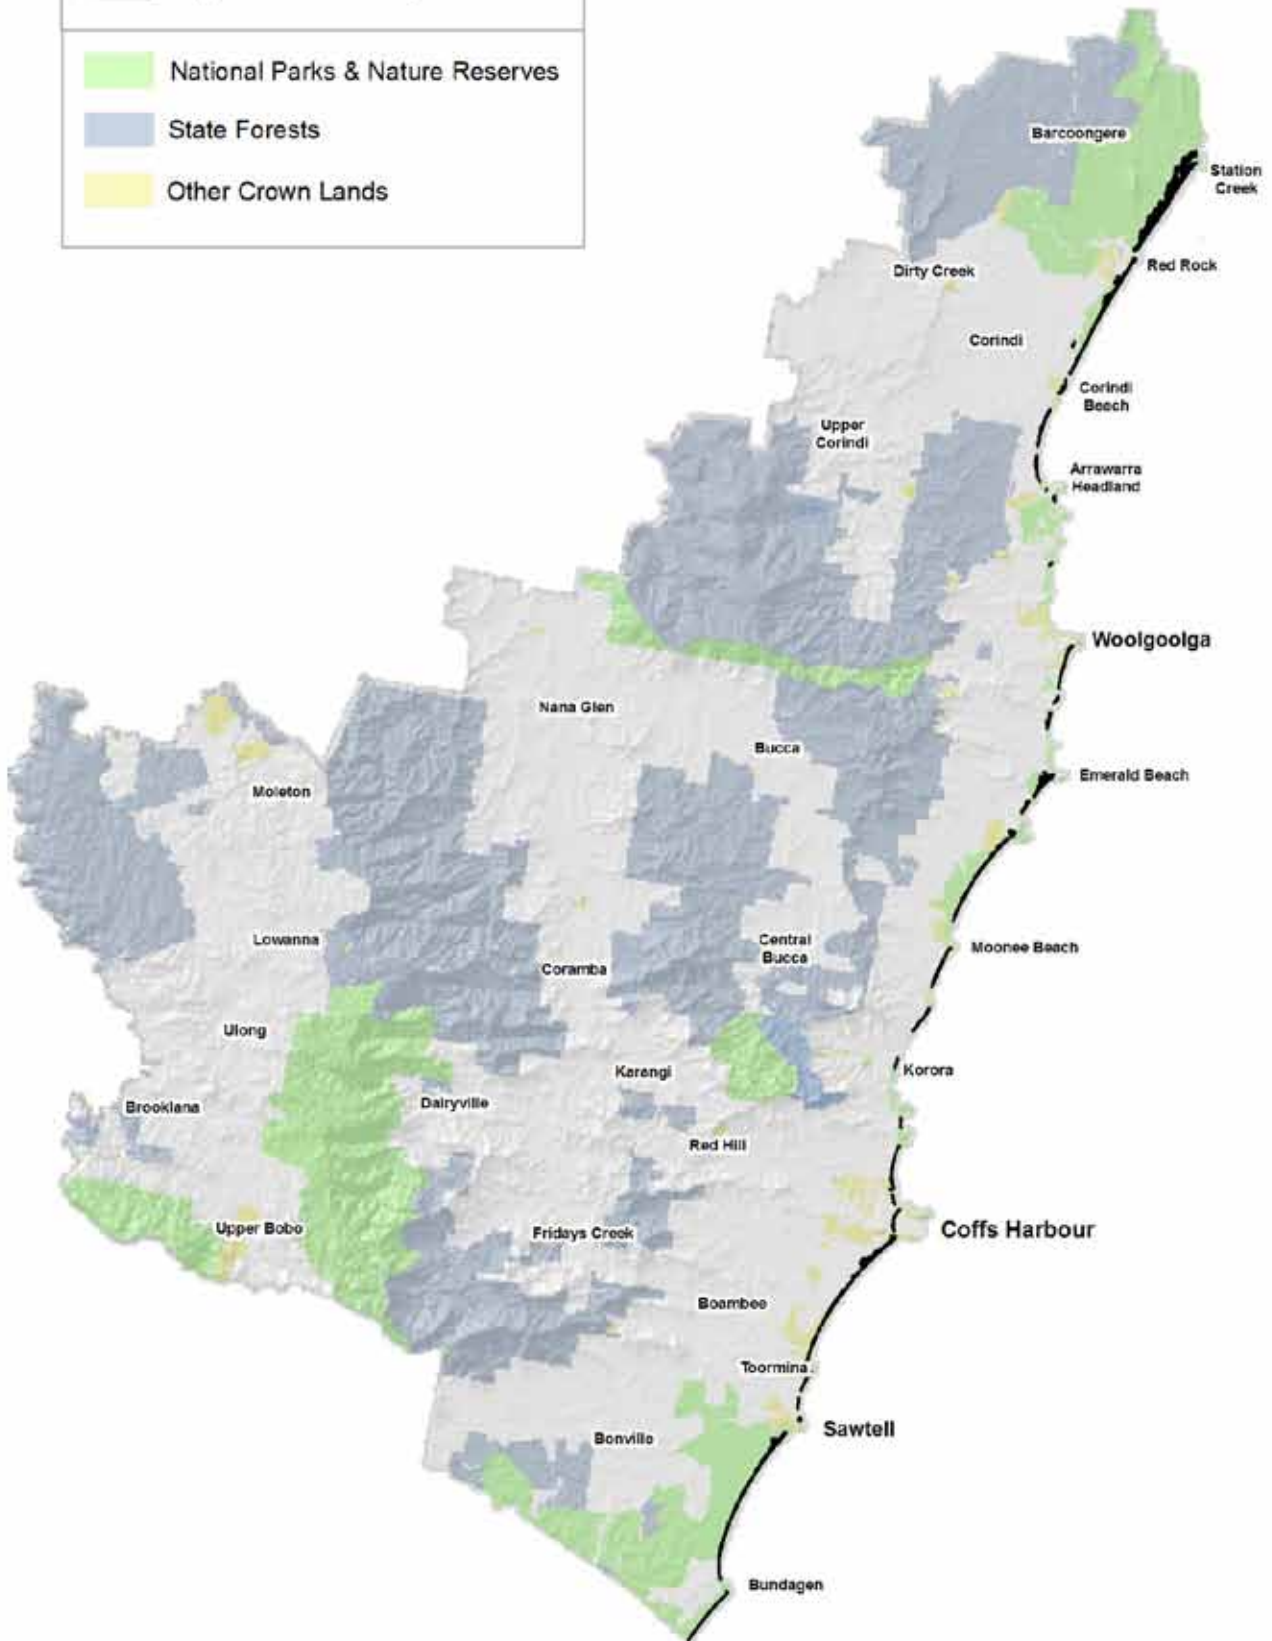 National Parks & Nature Reserves
State Forests
Other Crown Lands
Barcoongere
Station
Creek
Red Rock
Dirty Creek
Corindi
Corindi
Beech
Upper
Corindi
Arrawarra
Headland
Woolgoolga
Nana Glen
Bucca
Emerald Beach
Moleton
Lowanna
Central
Bucca
Moonee Beach
Coramba
Ulong
Karangi
Korora
Brooklana
Dairyville
Red Hill
Upper Bobo
Fridays Creek
Coffs Harbour
Boambee
Toormina
Sawtell
Bonville
Bundagen